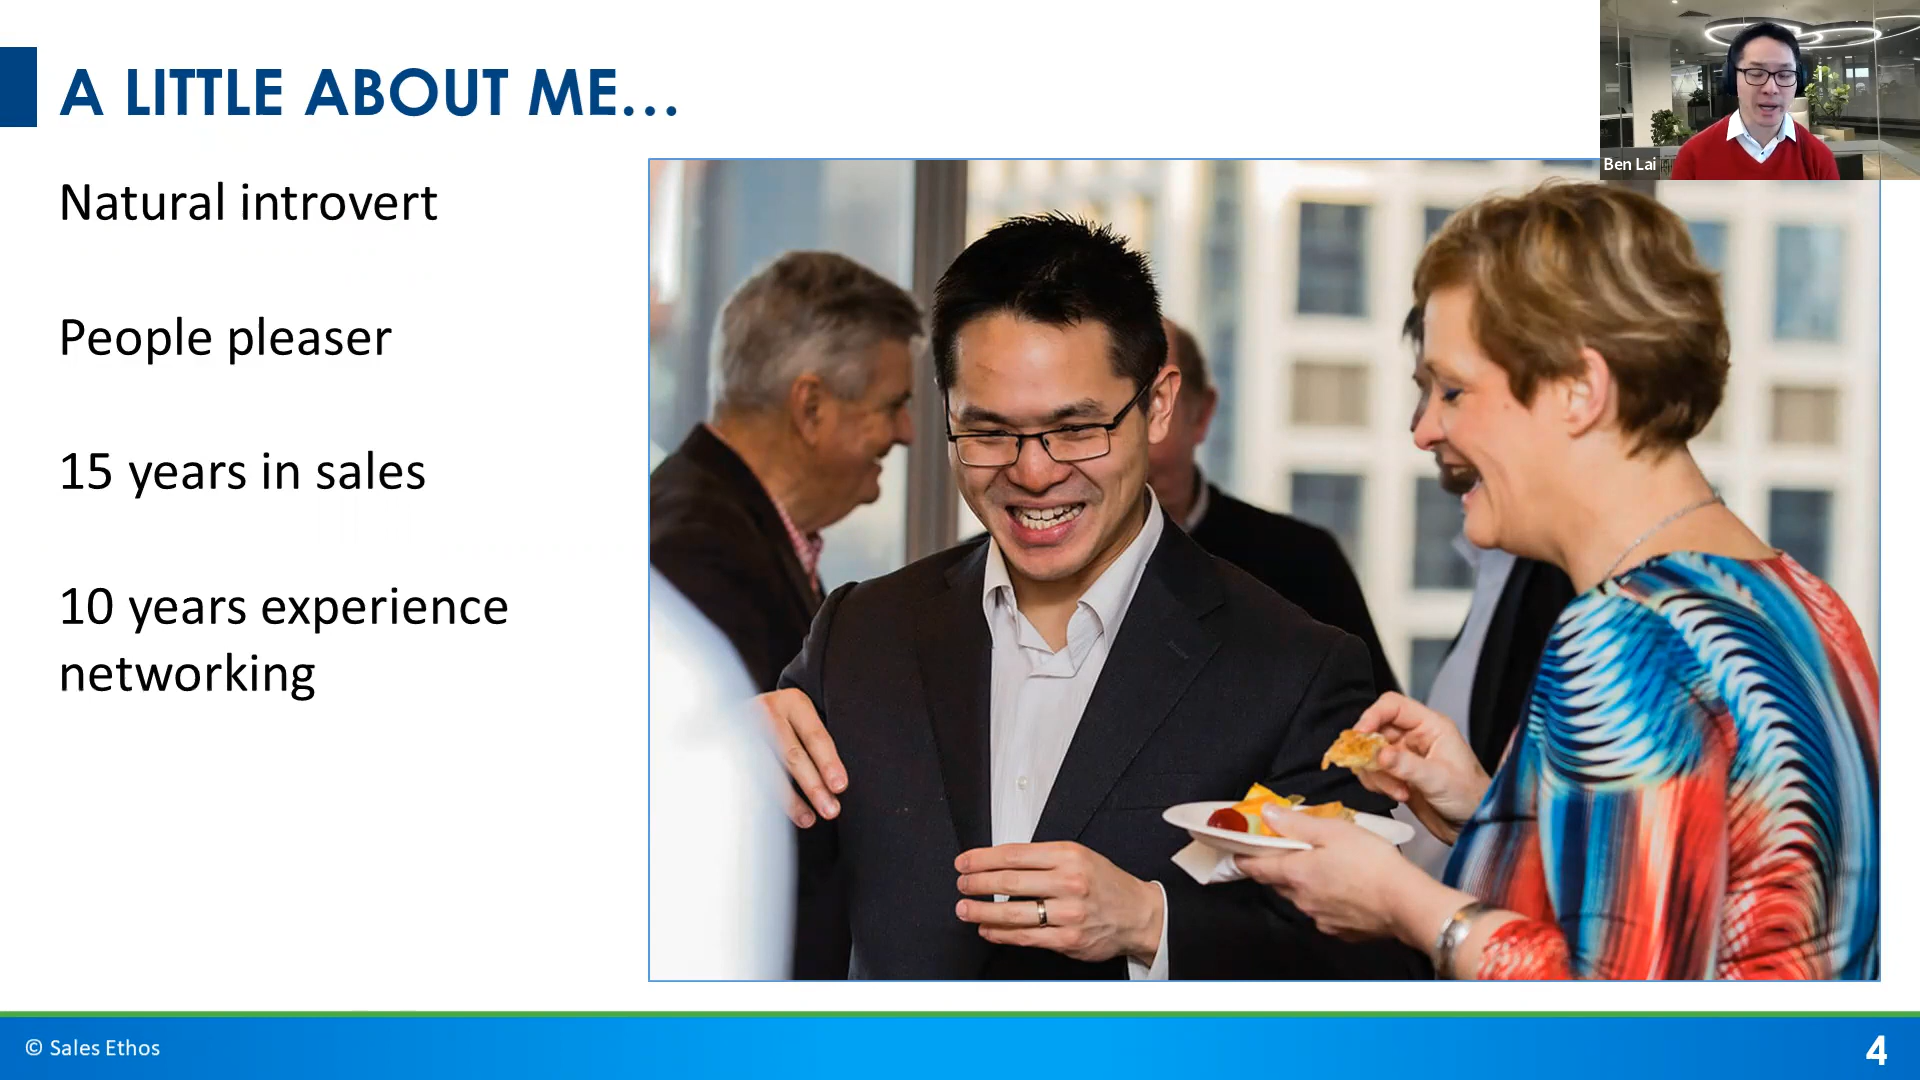 A LITTLE ABOUT ME...
Ben Lai
Natural introvert
People pleaser
15 years in sales
10 years experience
networking
© Sales Ethos
4